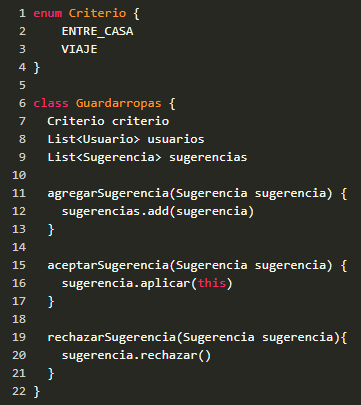 1 enum Criterio {
2     ENTRE_CASA
3     VIAJE
4 }
5
6 class Guardarropas {
7   Criterio criterio
8   List<Usuario> usuarios
9   List<Sugerencia> sugerencias
10
11   agregarSugerencia(Sugerencia sugerencia) {
12     sugerencias.add(sugerencia)
13   }
14
15   aceptarSugerencia(Sugerencia sugerencia) {
16     sugerencia.aplicar(this)
17   }
18
19   rechazarSugerencia(Sugerencia sugerencia){
20     sugerencia.rechazar()
21   }
22 }